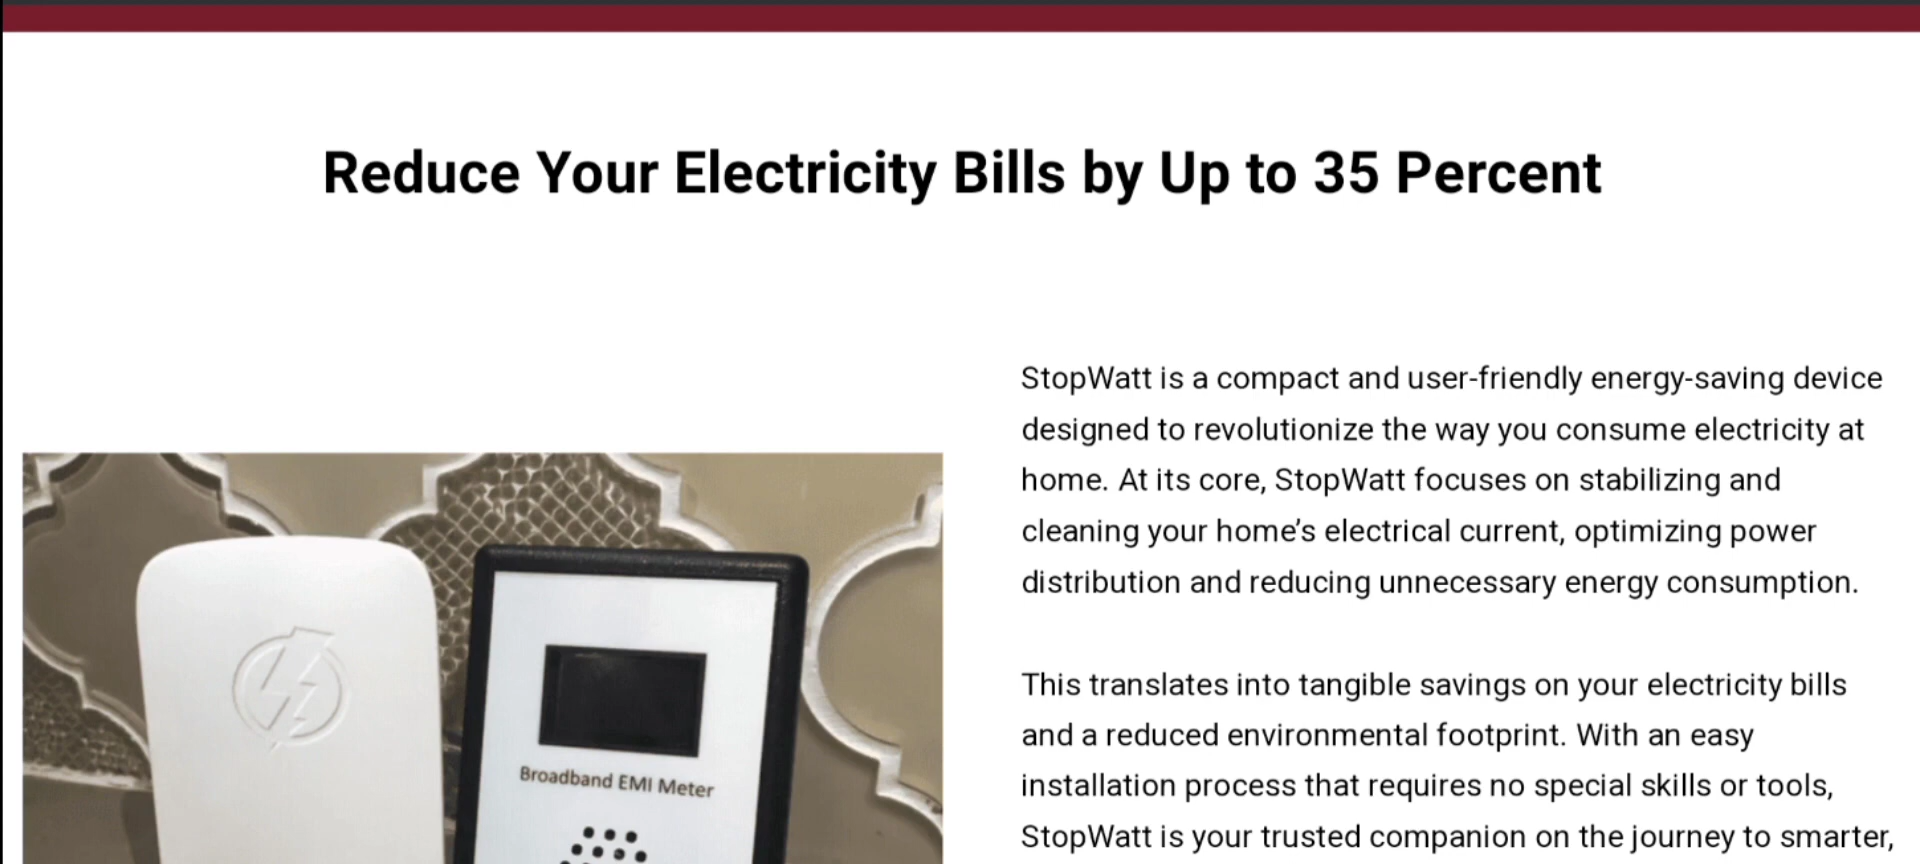 Reduce Your Electricity Bills by Up to 35 Percent
StopWatt is a compact and user-friendly energy-saving device
designed to revolutionize the way you consume electricity at
home. At its core, StopWatt focuses on stabilizing and
cleaning your home’s electrical current, optimizing power
distribution and reducing unnecessary energy consumption.
This translates into tangible savings on your electricity bills
and a reduced environmental footprint. With an easy
installation process that requires no special skills or tools,
StopWatt is your trusted companion on the journey to smarter,
Broadband EMI Meter